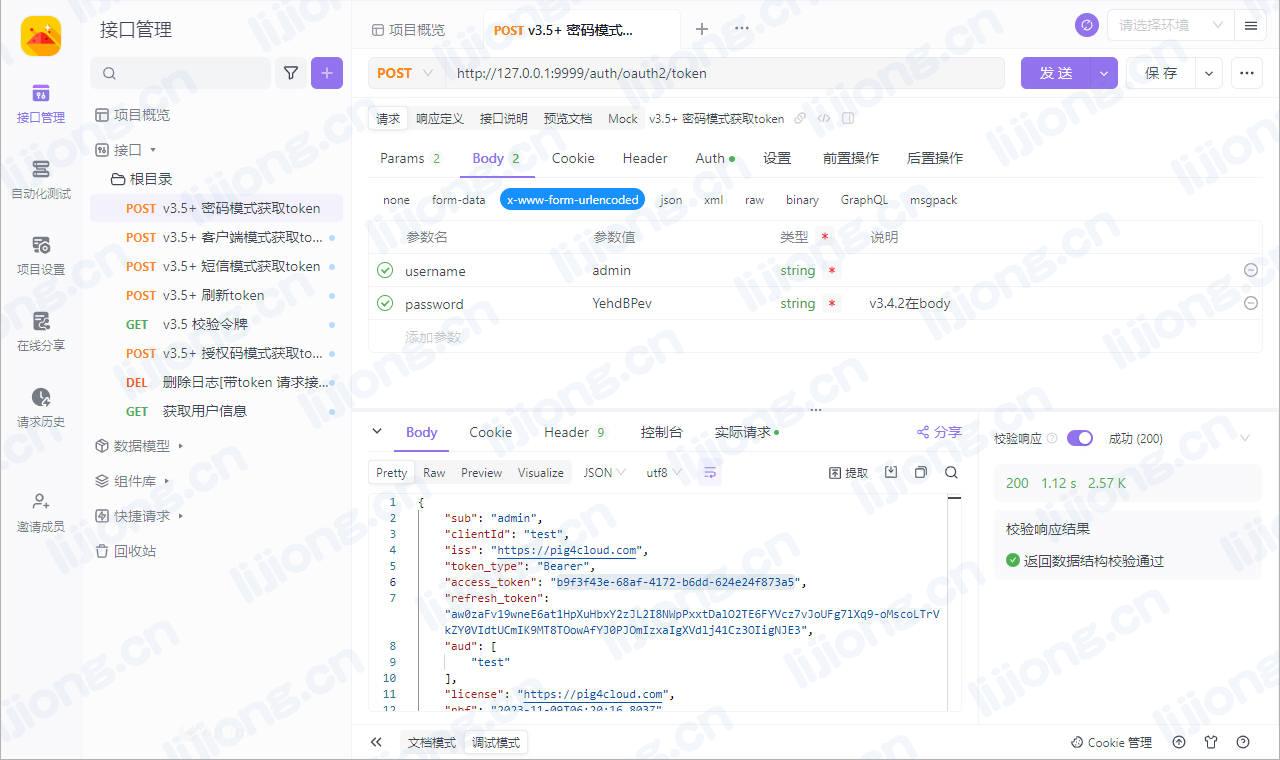 接口管理
自动化测试
项目设置
在线分享
请求历史
邀请成员
接口管理
项目概览
接口
根目录
POST v3.5+ 密码模式获取token
POST v3.5+ 客户端模式获取to...
POST v3.5+ 短信模式获取token
POST v3.5+ 刷新token
GET v3.5 校验令牌
POST v3.5+ 授权码模式获取to...
DEL 删除日志[带token 请求接...
GET 获取用户信息
数据模型
组件库
快捷请求
回收站
项目概览 POST v3.5+ 密码模式... 请选择环境
POST http://127.0.0.1:9999/auth/oauth2/token 发送 保存
请求 响应定义 接口说明 预览文档 Mock v3.5+ 密码模式获取token
Params 2 Body 2 Cookie Header Auth 设置 前置操作 后置操作
none form-data x-www-form-urlencoded json xml raw binary GraphQL msgpack
参数名 参数值 类型 * 说明
username admin string *
password YehdBPev string * v3.4.2在body
添加参数
Body Cookie Header 9 控制台 实际请求 分享
Pretty Raw Preview Visualize JSON utf8 提取
1 {
2 "sub": "admin",
3 "clientId": "test",
4 "iss": "https://pig4cloud.com",
5 "token_type": "Bearer",
6 "access_token": "b9f3f43e-68af-4172-b6dd-624e24f873a5",
7 "refresh_token":
"aw0zaFv19wneE6at1HpXuHbxY2zJL2I8NWpPxxtDalO2TE6FYVcz7vJoUFg7lXq9-oMscoLTrV
kZY0VIdtUCmIK9MT8TOowAfYJ0PJOmIzxaIgXVdlj41Cz3OIigNJE3",
8 "aud": [
9 "test"
10 ],
11 "license": "https://pig4cloud.com",
12 "nbf": "2023-11-09T06:20:16.803Z"
校验响应 成功 (200)
200 1.12 s 2.57 K
校验响应结果
返回数据结构校验通过
文档模式 调试模式 Cookie 管理
lijiong.cn